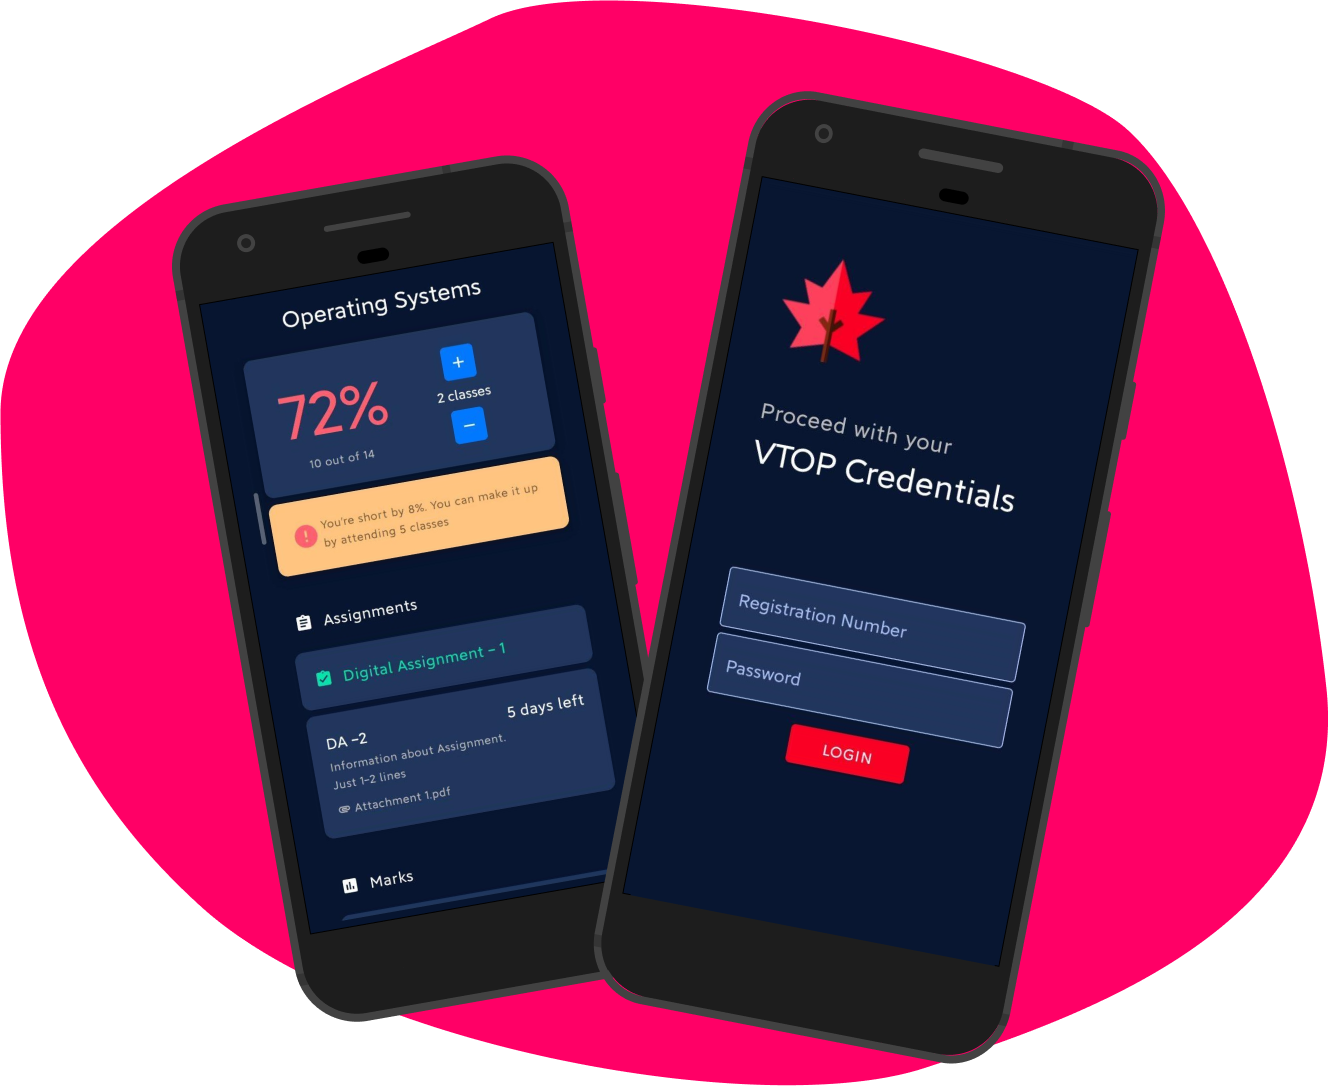 Operating Systems
72%
10 out of 14
+
2 classes
−
! You're short by 8%. You can make it up
by attending 5 classes
Assignments
Digital Assignment – 1
5 days left
DA –2
Information about Assignment.
Just 1–2 lines
Attachment 1.pdf
Marks
Proceed with your
VTOP Credentials
Registration Number
Password
LOGIN